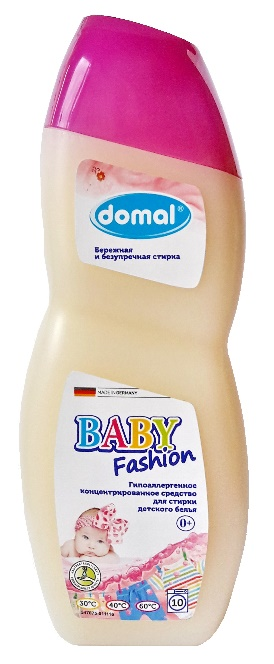 domal®
Бережная
и безупречная стирка
MADE IN GERMANY
BABY
Fashion
Гипоаллергенное
концентрированное средство
для стирки
детского белья
0+
30°C 40°C 60°C 10